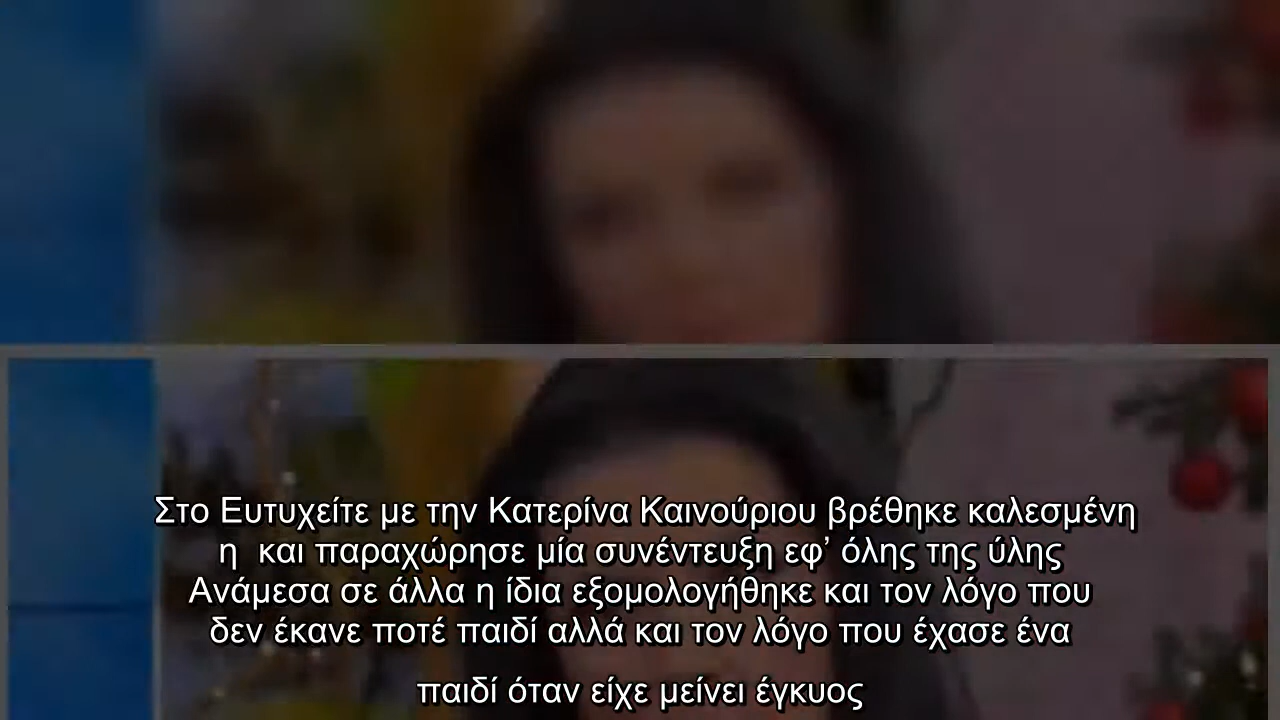 Στο Ευτυχείτε με την Κατερίνα Καινούριου βρέθηκε καλεσμένη
η  και παραχώρησε μία συνέντευξη εφ’ όλης της ύλης
Ανάμεσα σε άλλα η ίδια εξομολογήθηκε και τον λόγο που
δεν έκανε ποτέ παιδί αλλά και τον λόγο που έχασε ένα
παιδί όταν είχε μείνει έγκυος